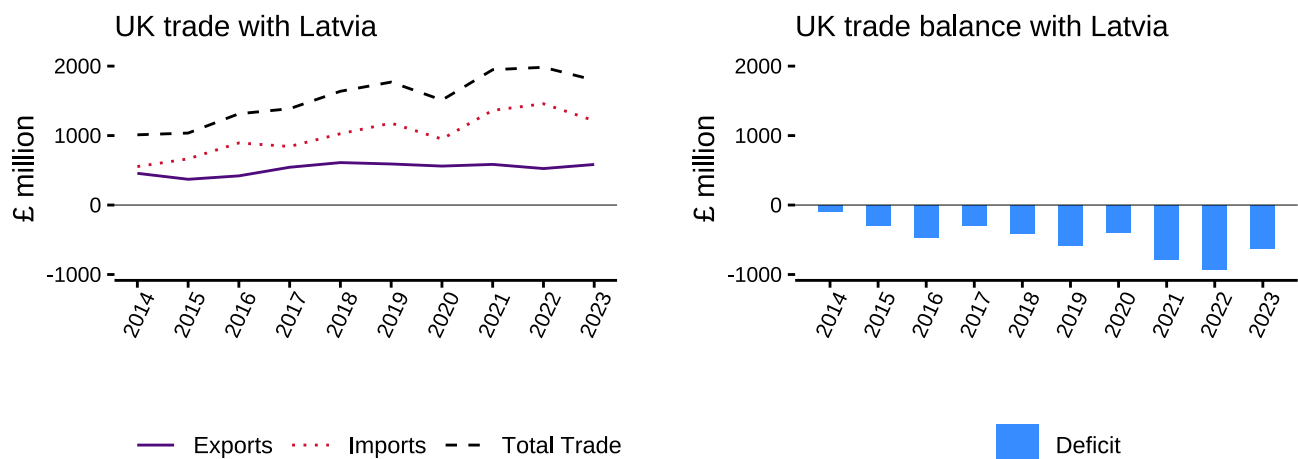 UK trade with Latvia
£ million
2000
1000
0
-1000
2014 2015 2016 2017 2018 2019 2020 2021 2022 2023
Exports Imports Total Trade
UK trade balance with Latvia
£ million
2000
1000
0
-1000
2014 2015 2016 2017 2018 2019 2020 2021 2022 2023
Deficit